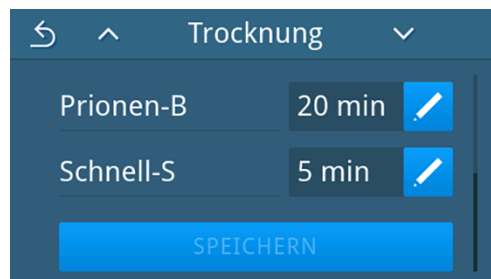 Trocknung
Prionen-B 20 min
Schnell-S 5 min
SPEICHERN